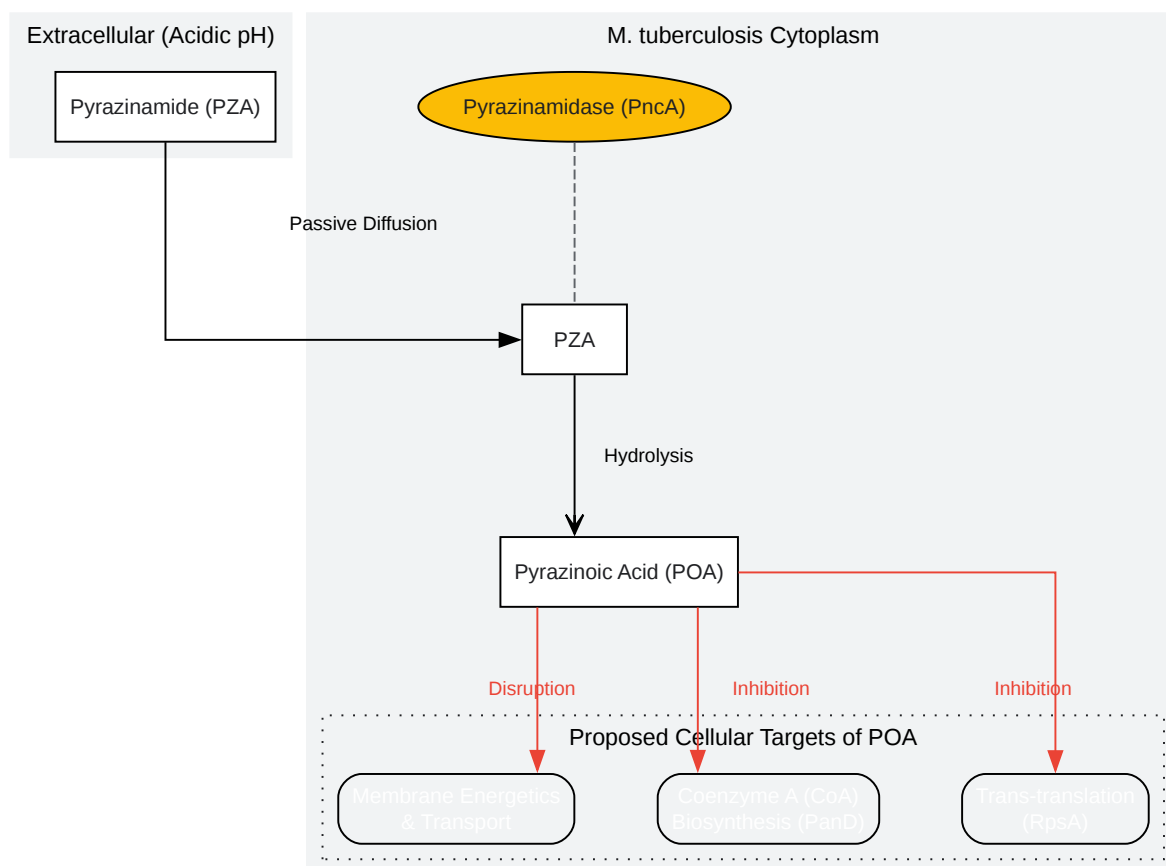 Extracellular (Acidic pH)
M. tuberculosis Cytoplasm
Pyrazinamide (PZA)
Pyrazinamidase (PncA)
Passive Diffusion
PZA
Hydrolysis
Pyrazinoic Acid (POA)
Disruption
Inhibition
Inhibition
Proposed Cellular Targets of POA
Membrane Energetics
& Transport
Coenzyme A (CoA)
Biosynthesis (PanD)
Trans-translation
(RpsA)